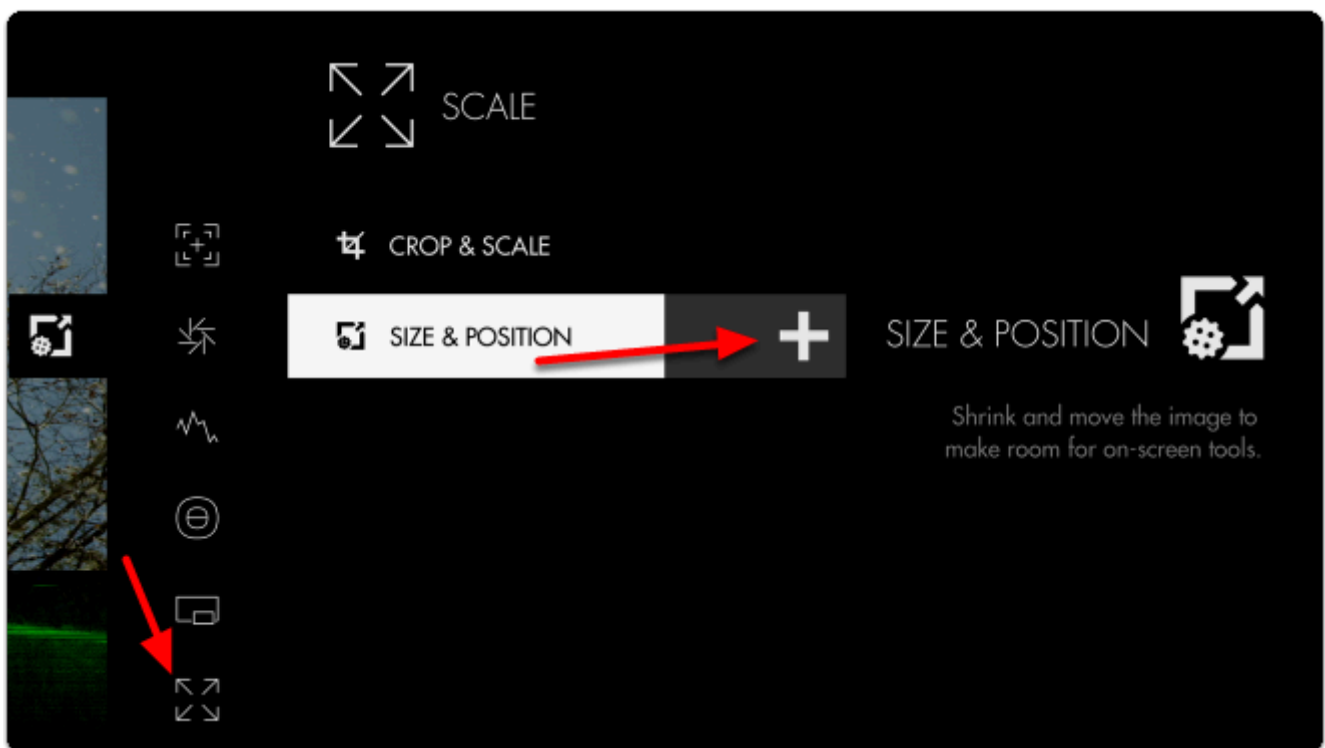 SCALE
CROP & SCALE
SIZE & POSITION
SIZE & POSITION
Shrink and move the image to
make room for on-screen tools.